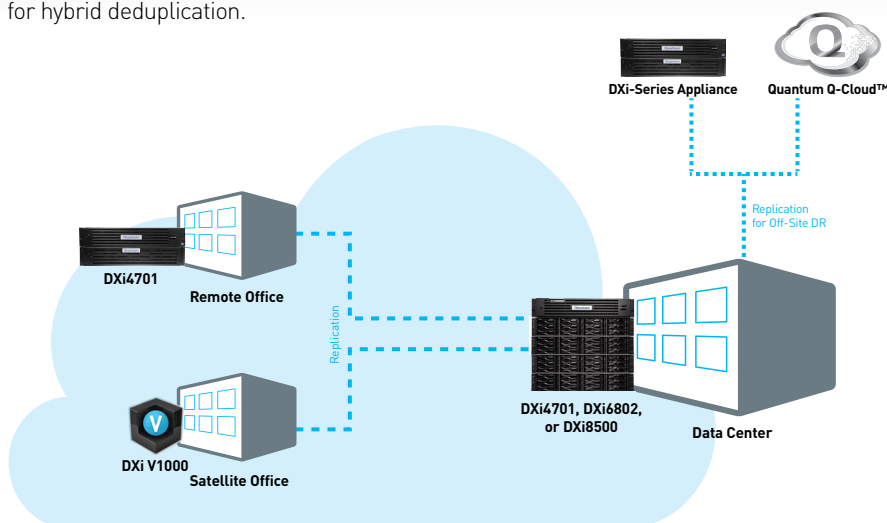 for hybrid deduplication.
Q
DXi-Series Appliance
Quantum Q-Cloud™
Replication
for Off-Site DR
DXi4701
Remote Office
Replication
DXi4701, DXi6802,
or DXi8500
Data Center
V
DXi V1000
Satellite Office